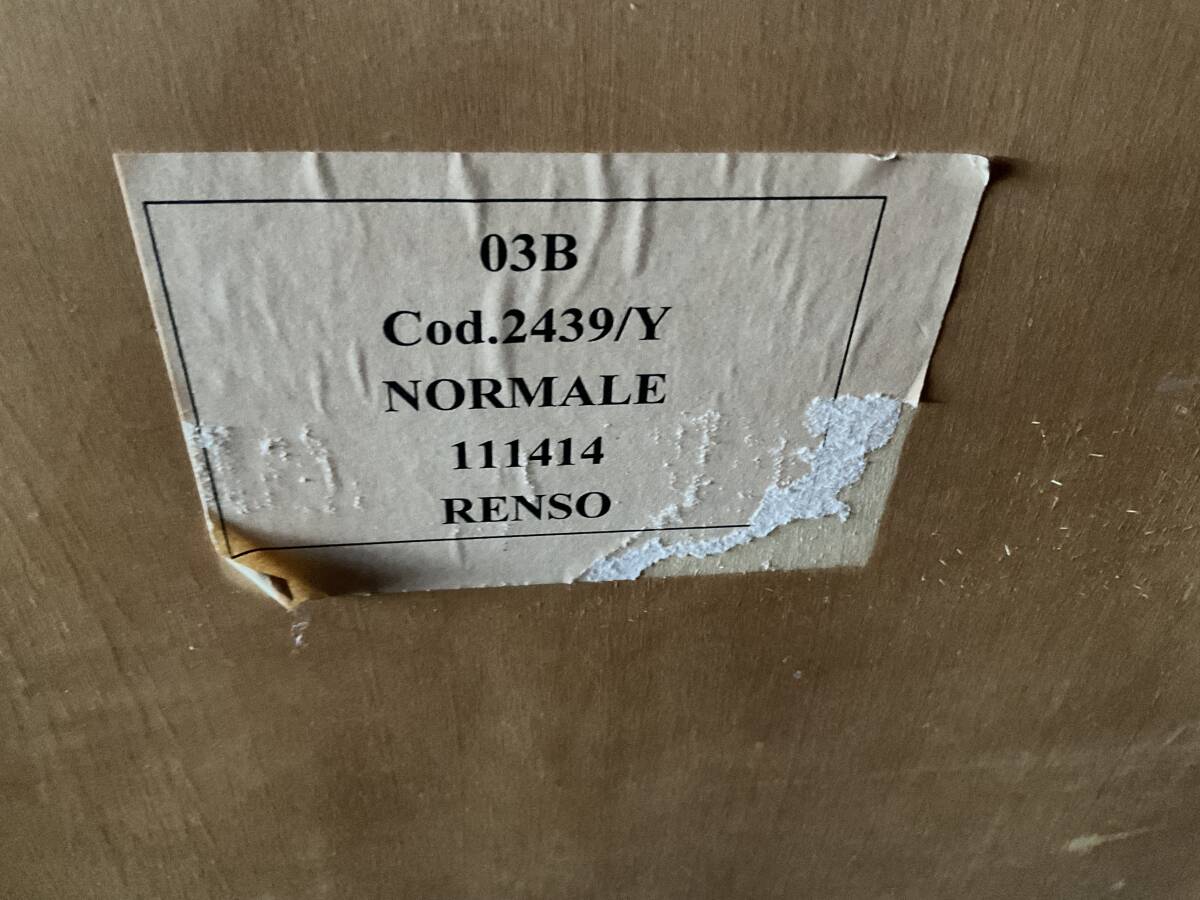 03B
Cod.2439/Y
NORMALE
111414
RENSO